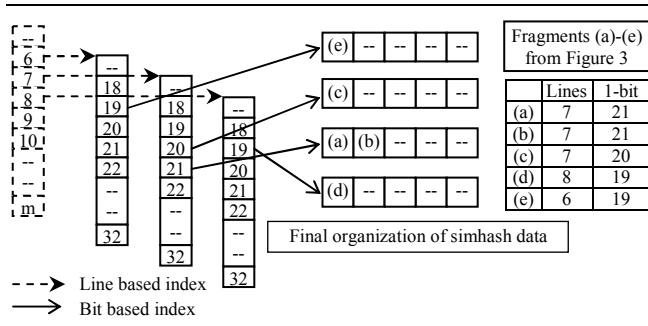 --
6
7
8
9
10
--
--
m
--
18
19
20
21
22
--
--
32
--
18
19
20
21
22
--
--
32
--
18
19
20
21
22
--
--
32
(e) -- -- -- --
(c) -- -- -- --
(a) (b) -- -- --
(d) -- -- -- --
Fragments (a)-(e)
from Figure 3
Lines 1-bit
(a) 7 21
(b) 7 21
(c) 7 20
(d) 8 19
(e) 6 19
Final organization of simhash data
Line based index
Bit based index